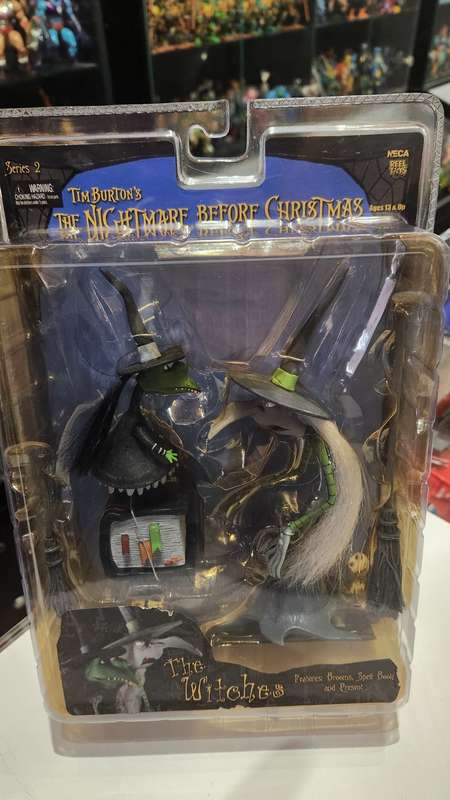 Series 2
NECA
REEL TOYS
WARNING:
CHOKING HAZARD
TIM BURTON'S
THE NIGHTMARE BEFORE CHRISTMAS
Ages 13 & Up
The Witches
Features Brooms, Spell Book
and Present